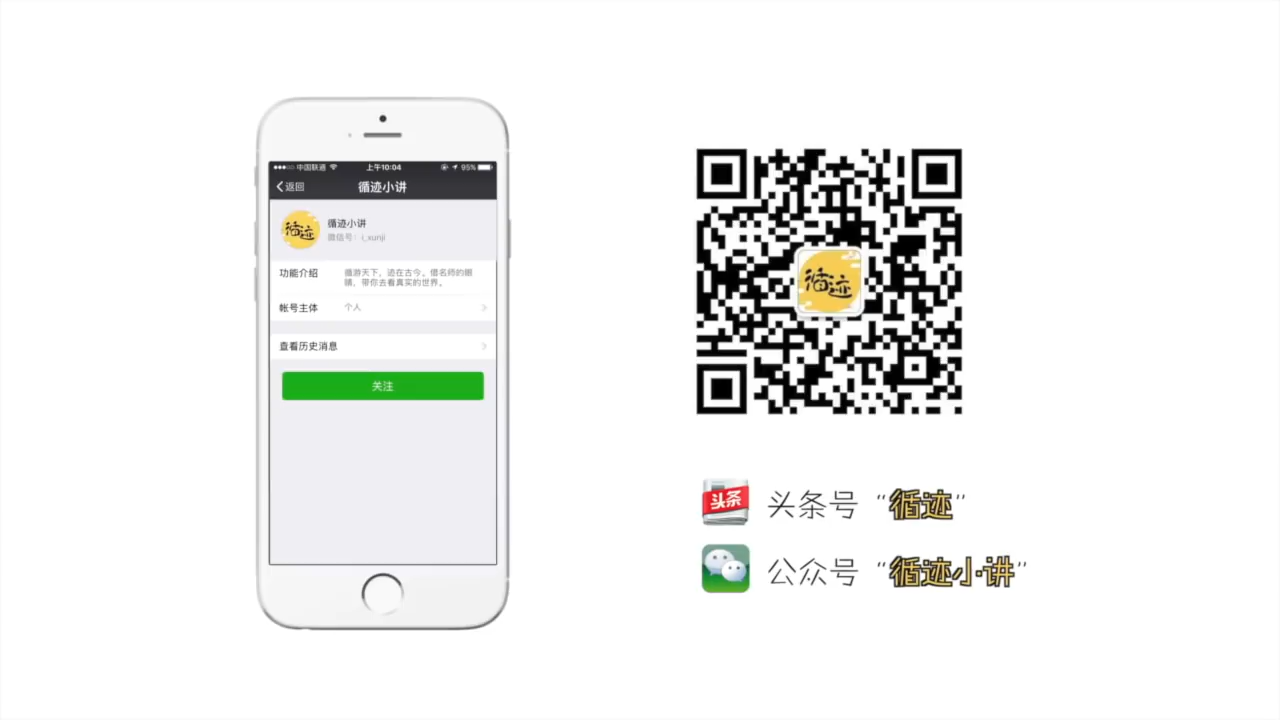 中国联通 上午10:04 95%
返回 循迹小讲
循迹
循迹小讲
微信号: i_xunji
功能介绍 循游天下，迹在古今。借名师的眼
睛，带你去看真实的世界。
帐号主体 个人
查看历史消息
关注
循迹
头条 头条号 “循迹”
公众号 “循迹小讲”